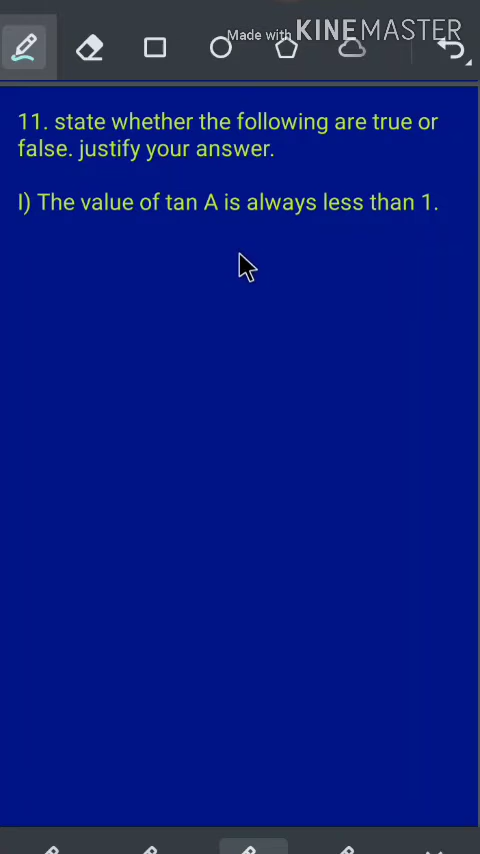 Made with KINEMASTER
11. state whether the following are true or
false. justify your answer.
I) The value of tan A is always less than 1.